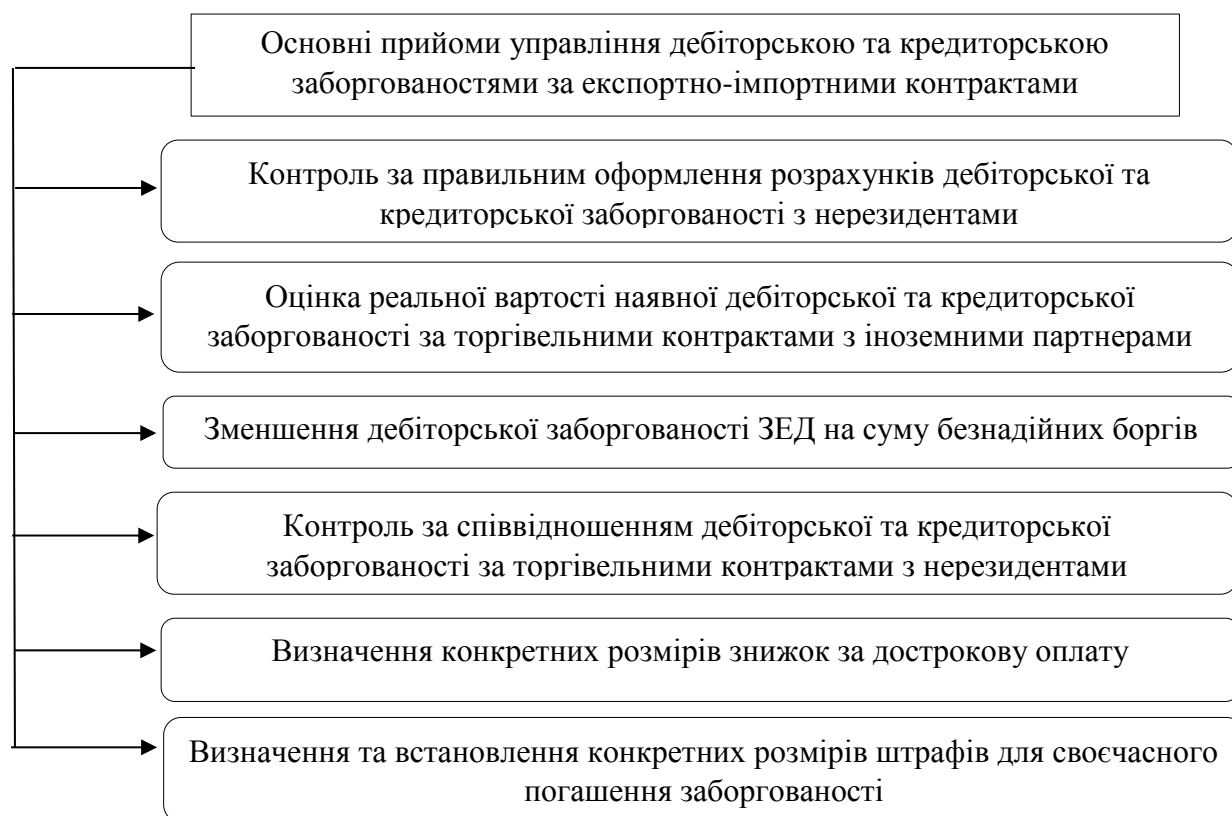 Основні прийоми управління дебіторською та кредиторською
заборгованостями за експортно-імпортними контрактами
Контроль за правильним оформлення розрахунків дебіторської та
кредиторської заборгованості з нерезидентами
Оцінка реальної вартості наявної дебіторської та кредиторської
заборгованості за торгівельними контрактами з іноземними партнерами
Зменшення дебіторської заборгованості ЗЕД на суму безнадійних боргів
Контроль за співвідношенням дебіторської та кредиторської
заборгованості за торгівельними контрактами з нерезидентами
Визначення конкретних розмірів знижок за дострокову оплату
Визначення та встановлення конкретних розмірів штрафів для своєчасного
погашення заборгованості